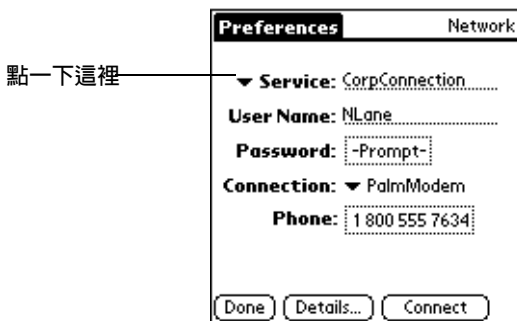 Preferences Network
點一下這裡
Service: CorpConnection
User Name: NLane
Password: -Prompt-
Connection: PalmModem
Phone: 1 800 555 7634
Done Details... Connect